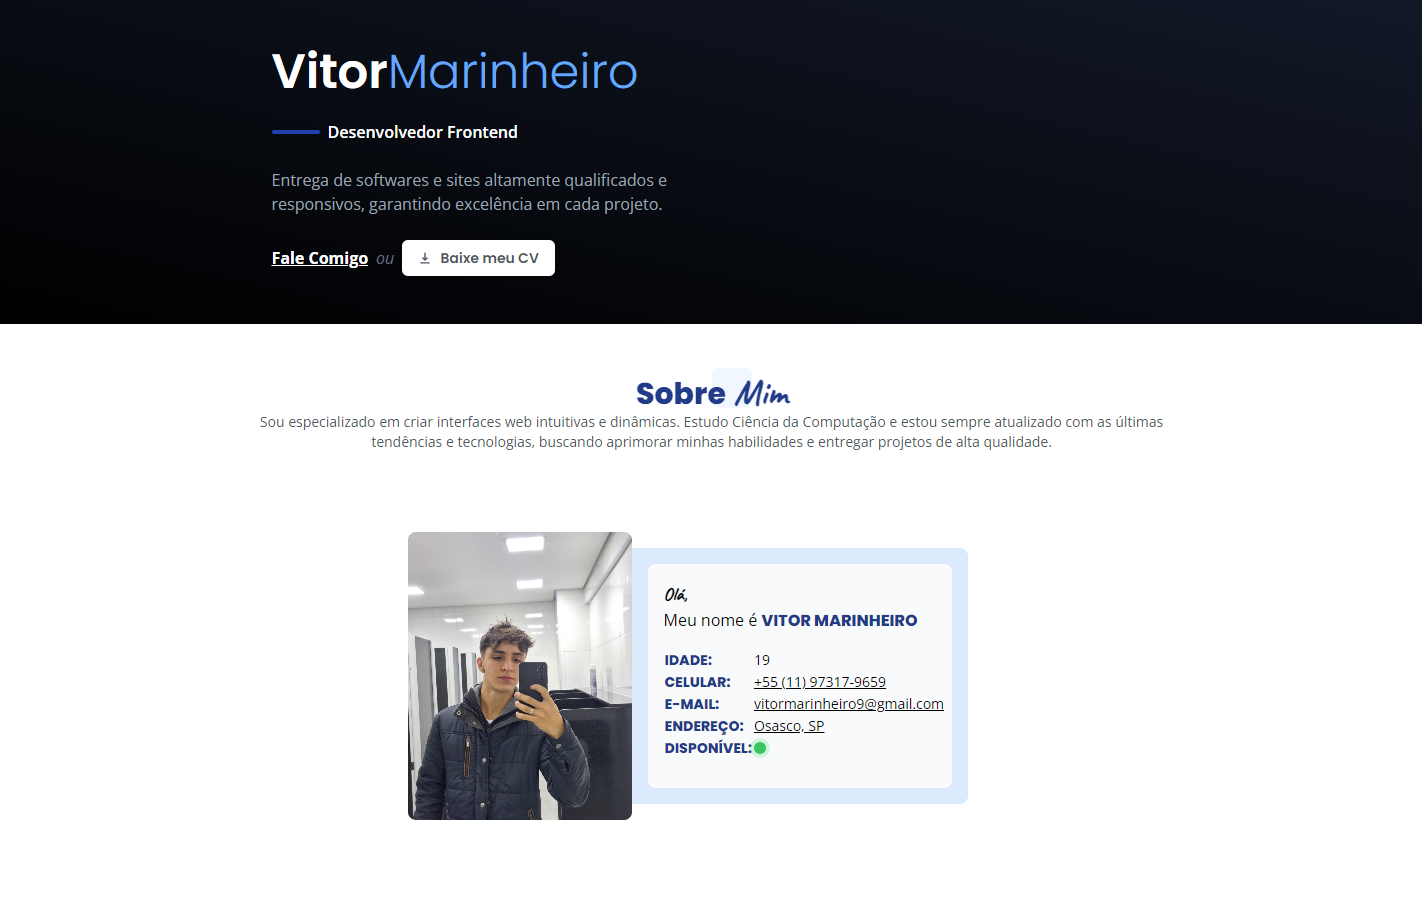 VitorMarinheiro
Desenvolvedor Frontend
Entrega de softwares e sites altamente qualificados e
responsivos, garantindo excelência em cada projeto.
Fale Comigo ou Baixe meu CV
Sobre Mim
Sou especializado em criar interfaces web intuitivas e dinâmicas. Estudo Ciência da Computação e estou sempre atualizado com as últimas
tendências e tecnologias, buscando aprimorar minhas habilidades e entregar projetos de alta qualidade.
Olá,
Meu nome é VITOR MARINHEIRO
IDADE: 19
CELULAR: +55 (11) 97317-9659
E-MAIL: vitormarinheiro9@gmail.com
ENDEREÇO: Osasco, SP
DISPONÍVEL: